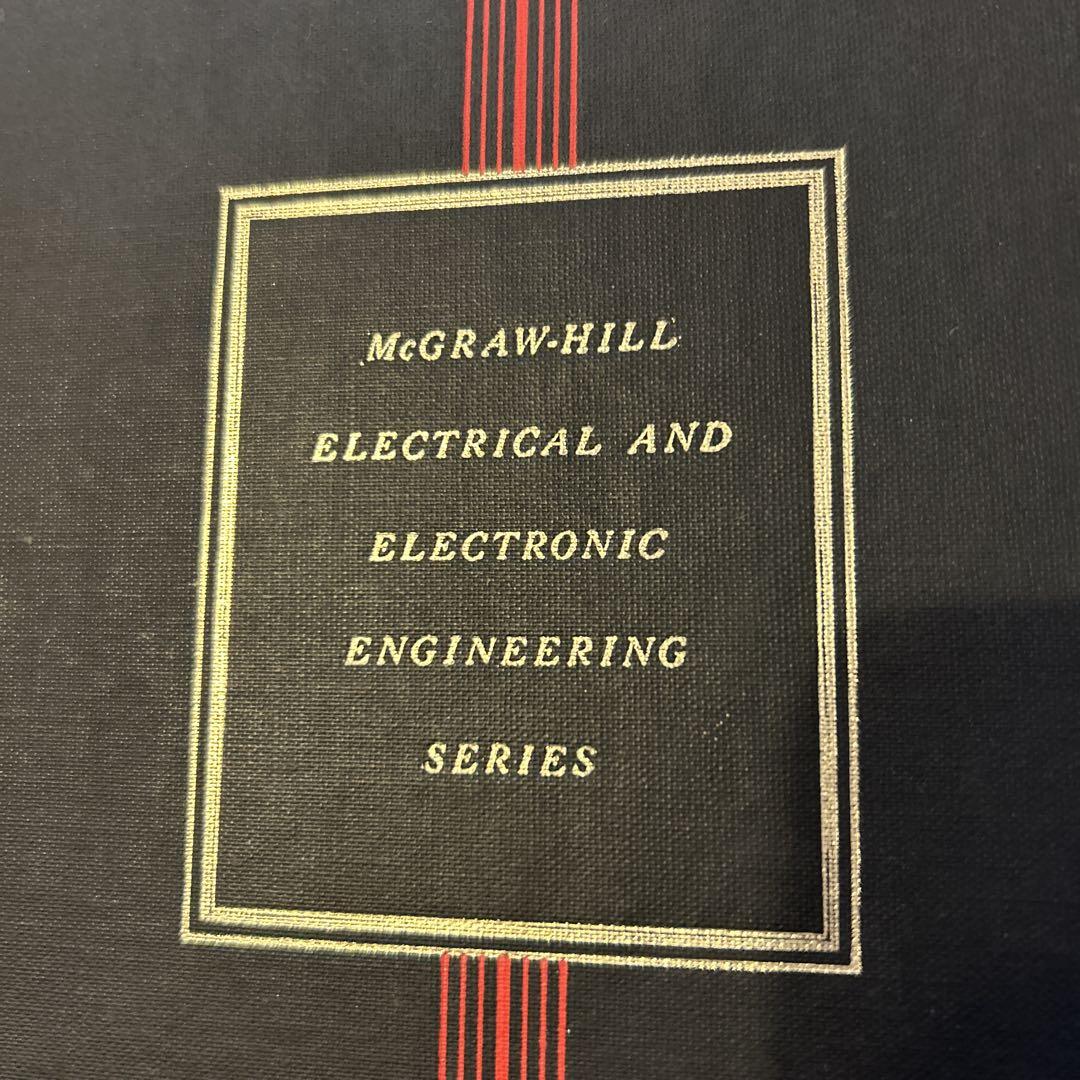 McGRAW-HILL
ELECTRICAL AND
ELECTRONIC
ENGINEERING
SERIES